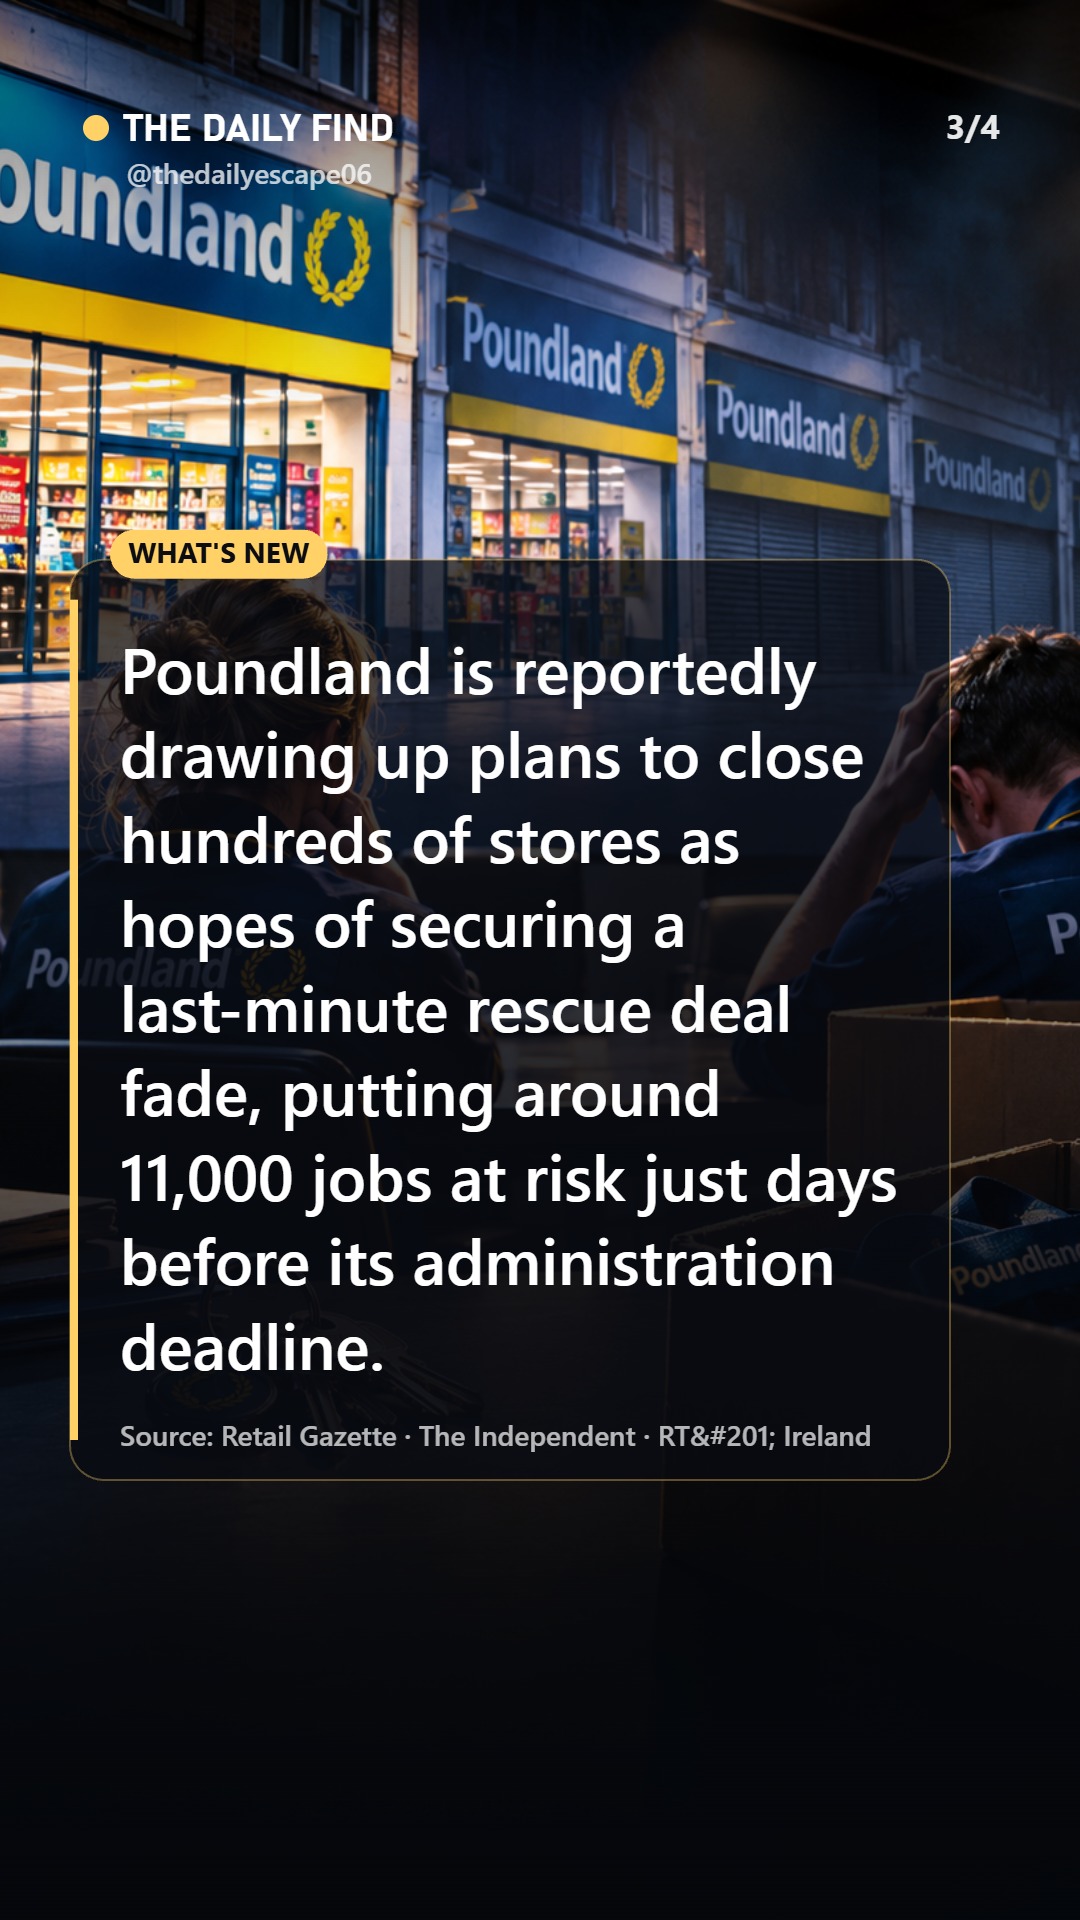 THE DAILY FIND
3/4
@thedailyescape06
oundland
Poundland
Poundland
Poundland
WHAT'S NEW
Poundland is reportedly
drawing up plans to close
hundreds of stores as
hopes of securing a
last-minute rescue deal
fade, putting around
11,000 jobs at risk just days
before its administration
deadline.
Source: Retail Gazette · The Independent · RT&#201; Ireland
Poundland
P
Poundlan